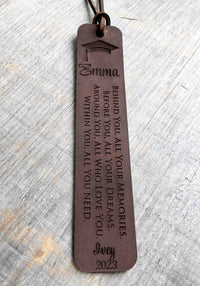 Emma
Behind You, All Your Memories.
Before You, All Your Dreams.
Around You, All Who Love You
Within You, All You Need.
Ivey
2023